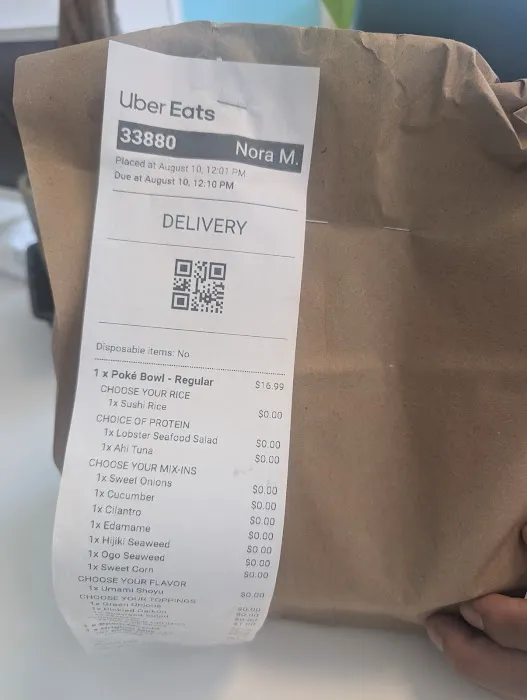 Uber Eats
33880 Nora M.
Placed at August 10, 12:01 PM
Due at August 10, 12:10 PM
DELIVERY
Disposable items: No
1 x Poké Bowl - Regular $16.99
CHOOSE YOUR RICE
1x Sushi Rice $0.00
CHOICE OF PROTEIN
1x Lobster Seafood Salad $0.00
1x Ahi Tuna $0.00
CHOOSE YOUR MIX-INS
1x Sweet Onions $0.00
1x Cucumber $0.00
1x Cilantro $0.00
1x Edamame $0.00
1x Hijiki Seaweed $0.00
1x Ogo Seaweed $0.00
1x Sweet Corn $0.00
CHOOSE YOUR FLAVOR
1x Umami Shoyu $0.00
CHOOSE YOUR TOPPINGS
1x Green Onions $0.00